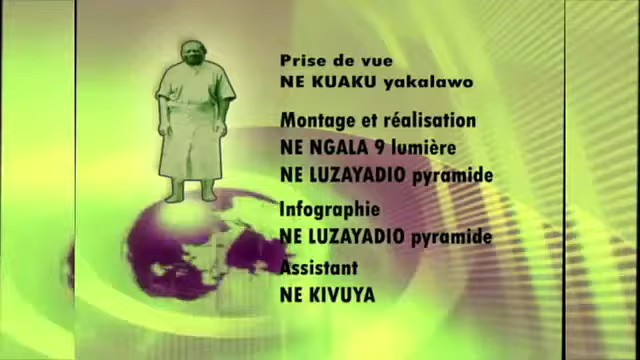 Prise de vue
NE KUAKU yakalawo
Montage et réalisation
NE NGALA 9 lumière
NE LUZAYADIO pyramide
Infographie
NE LUZAYADIO pyramide
Assistant
NE KIVUYA